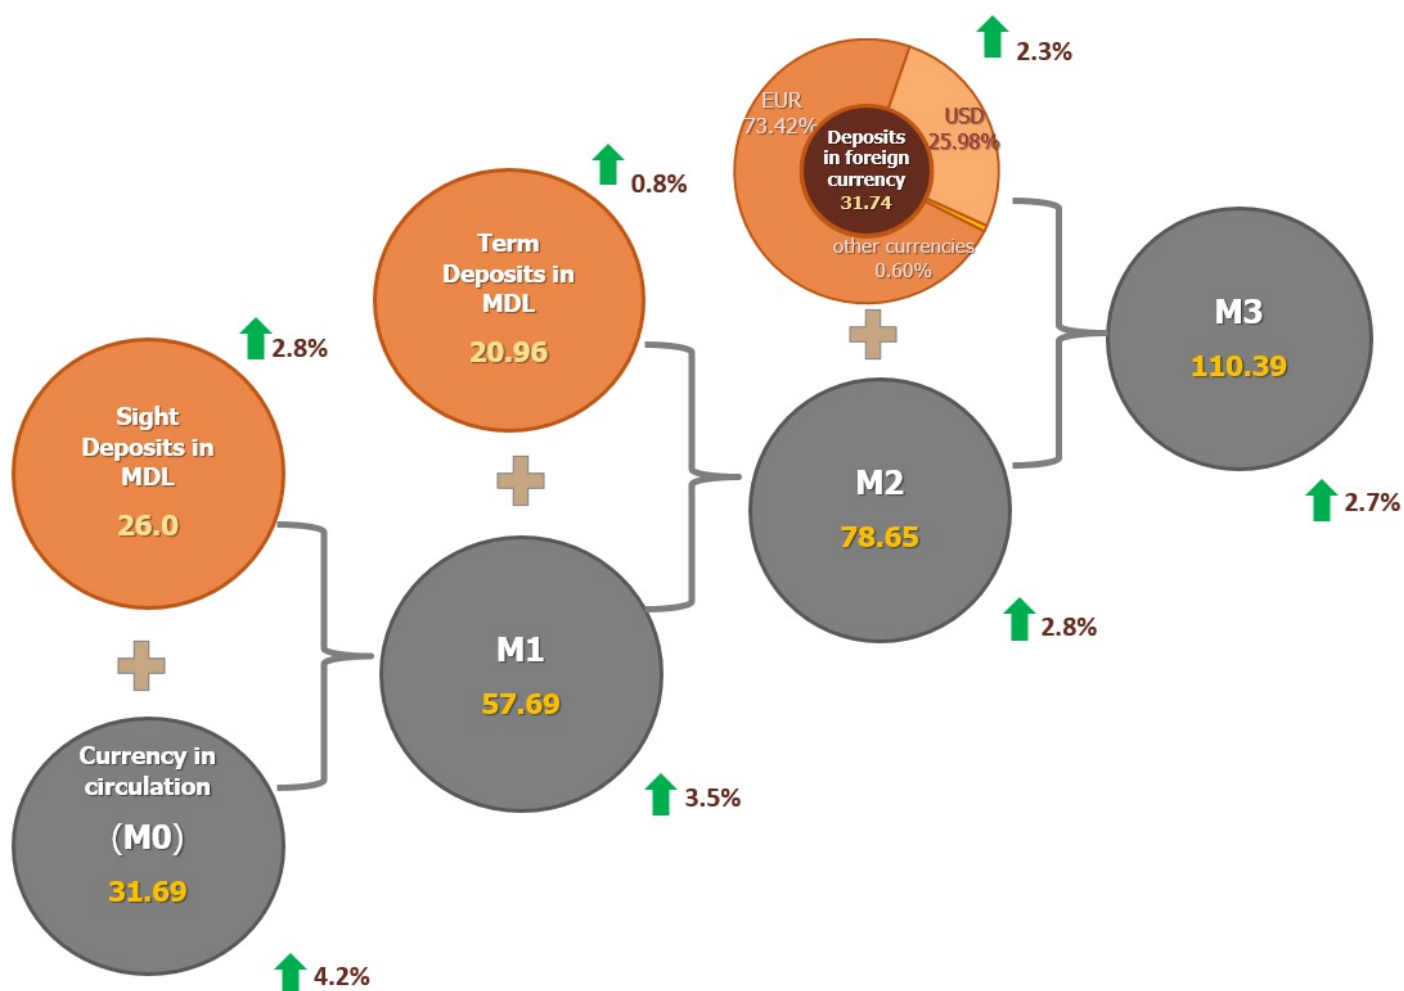 2.3%
EUR
73.42%
USD
25.98%
Deposits
in foreign
currency
31.74
other currencies
0.60%
0.8%
Term
Deposits in
MDL
20.96
M3
110.39
2.7%
2.8%
Sight
Deposits in
MDL
26.0
M2
78.65
2.8%
M1
57.69
3.5%
Currency in
circulation
(M0)
31.69
4.2%